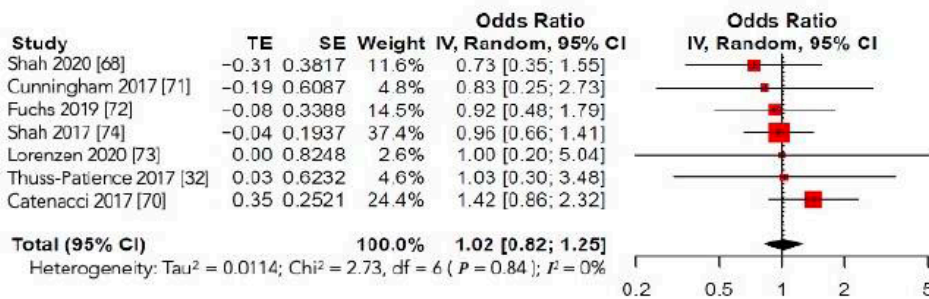 Odds Ratio Odds Ratio
Study TE SE Weight IV, Random, 95% CI IV, Random, 95% CI
Shah 2020 [68] −0.31 0.3817 11.6% 0.73 [0.35; 1.55]
Cunningham 2017 [71] −0.19 0.6087 4.8% 0.83 [0.25; 2.73]
Fuchs 2019 [72] −0.08 0.3388 14.5% 0.92 [0.48; 1.79]
Shah 2017 [74] −0.04 0.1937 37.4% 0.96 [0.66; 1.41]
Lorenzen 2020 [73] 0.00 0.8248 2.6% 1.00 [0.20; 5.04]
Thuss-Patience 2017 [32] 0.03 0.6232 4.6% 1.03 [0.30; 3.48]
Catenacci 2017 [70] 0.35 0.2521 24.4% 1.42 [0.86; 2.32]
Total (95% CI) 100.0% 1.02 [0.82; 1.25]
Heterogeneity: Tau² = 0.0114; Chi² = 2.73, df = 6 ( P = 0.84); I² = 0%
0.2 0.5 1 2 5